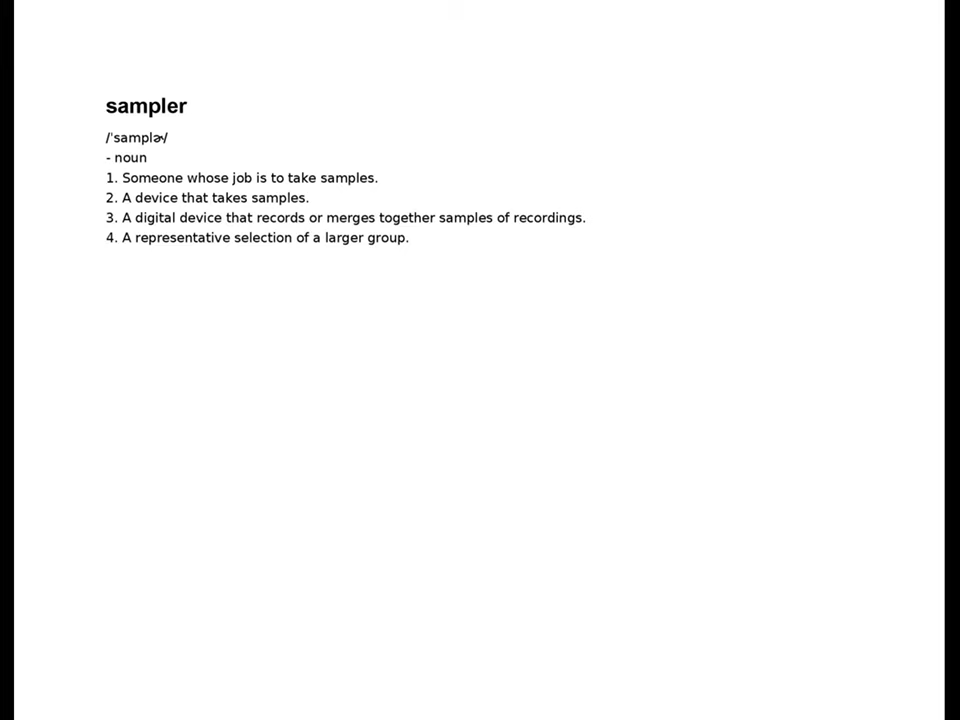 sampler
/ˈsamplɚ/
- noun
1. Someone whose job is to take samples.
2. A device that takes samples.
3. A digital device that records or merges together samples of recordings.
4. A representative selection of a larger group.